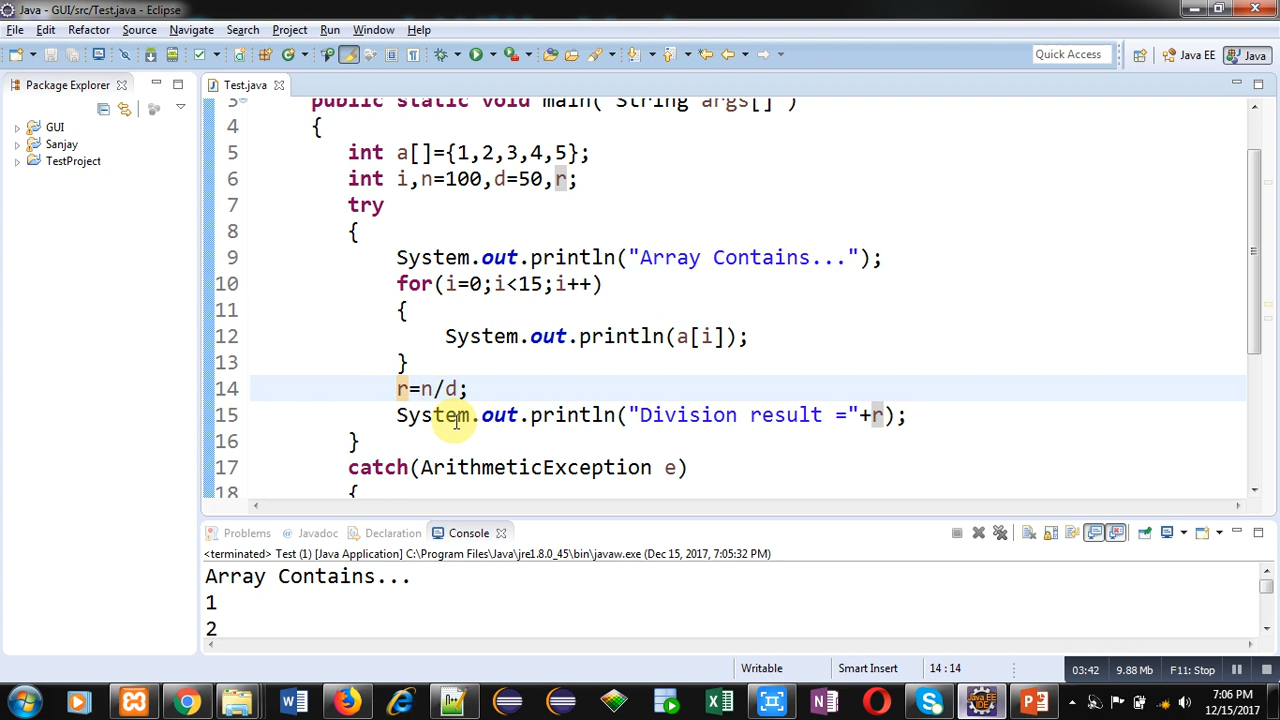 Java - GUI/src/Test.java - Eclipse
File Edit Refactor Source Navigate Search Project Run Window Help
Quick Access Java EE Java
Package Explorer
GUI
Sanjay
TestProject
Test.java
3 public static void main( String args[] )
4 {
5 int a[]={1,2,3,4,5};
6 int i,n=100,d=50,r;
7 try
8 {
9 System.out.println("Array Contains...");
10 for(i=0;i<15;i++)
11 {
12 System.out.println(a[i]);
13 }
14 r=n/d;
15 System.out.println("Division result ="+r);
16 }
17 catch(ArithmeticException e)
18 {
Problems Javadoc Declaration Console
<terminated> Test (1) [Java Application] C:\Program Files\Java\jre1.8.0_45\bin\javaw.exe (Dec 15, 2017, 7:05:32 PM)
Array Contains...
1
2
Writable Smart Insert 14 : 14 03:42 9.88 MB F11: Stop
7:06 PM
12/15/2017